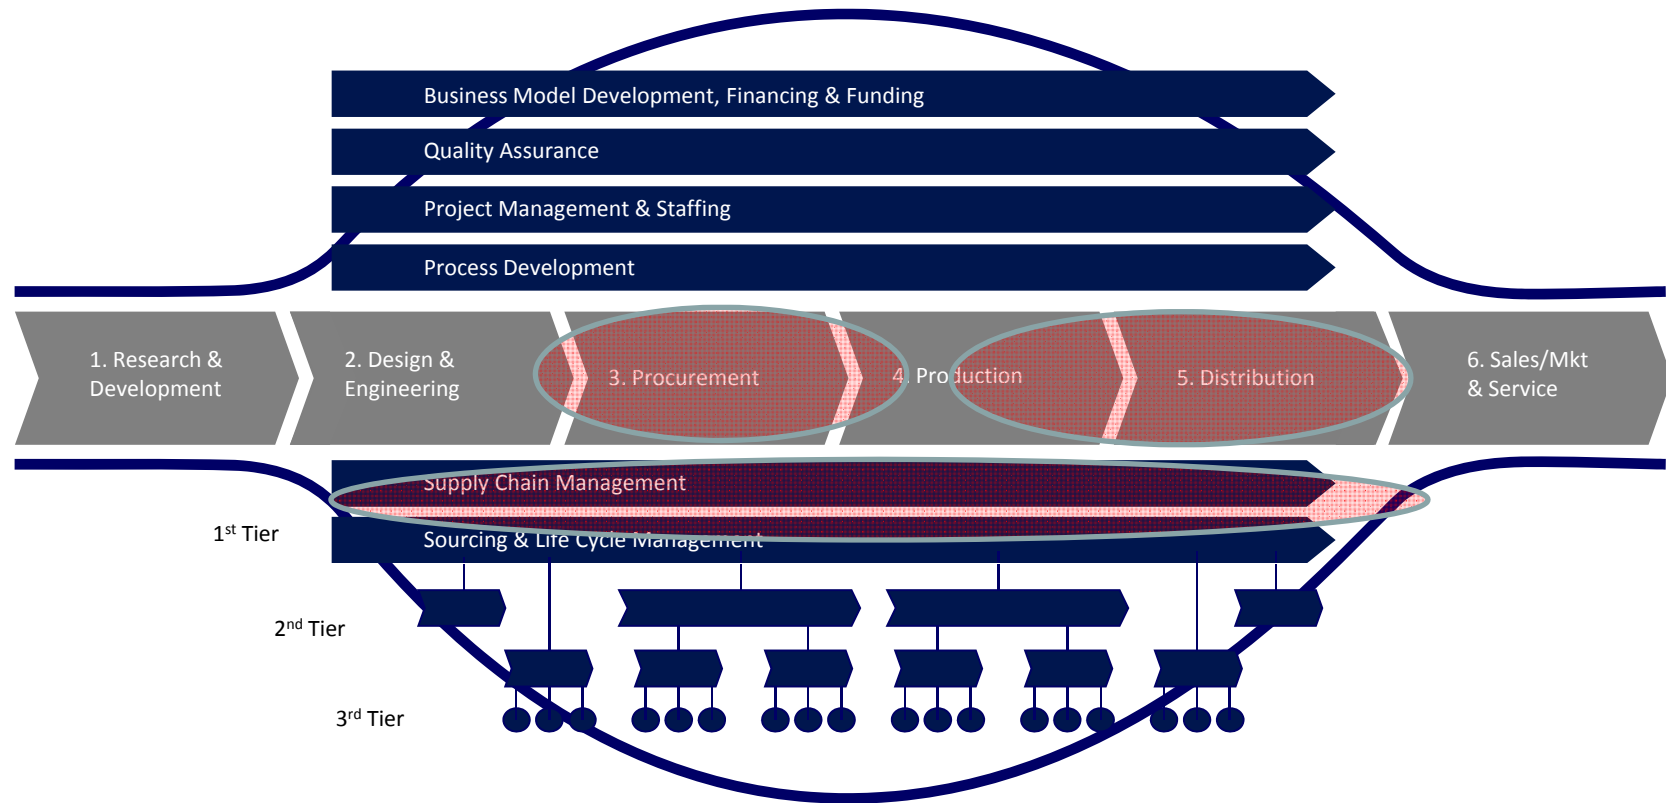 Business Model Development, Financing & Funding
Quality Assurance
Project Management & Staffing
Process Development
1. Research &
Development
2. Design &
Engineering
3. Procurement
4. Production
5. Distribution
6. Sales/Mkt
& Service
Supply Chain Management
1st Tier
Sourcing & Life Cycle Management
2nd Tier
3rd Tier